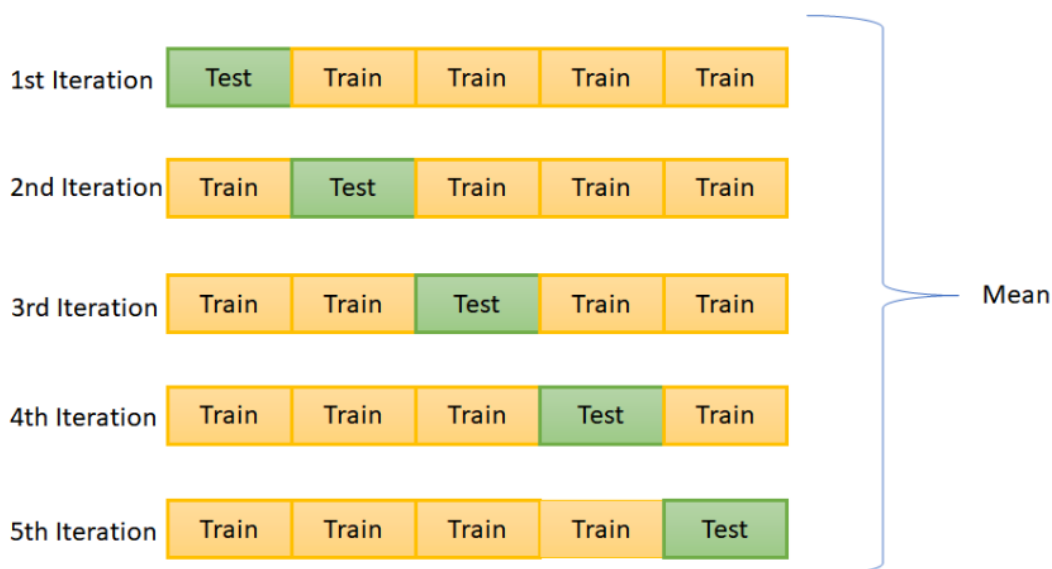 1st Iteration Test Train Train Train Train
2nd Iteration Train Test Train Train Train
3rd Iteration Train Train Test Train Train
Mean
4th Iteration Train Train Train Test Train
5th Iteration Train Train Train Train Test